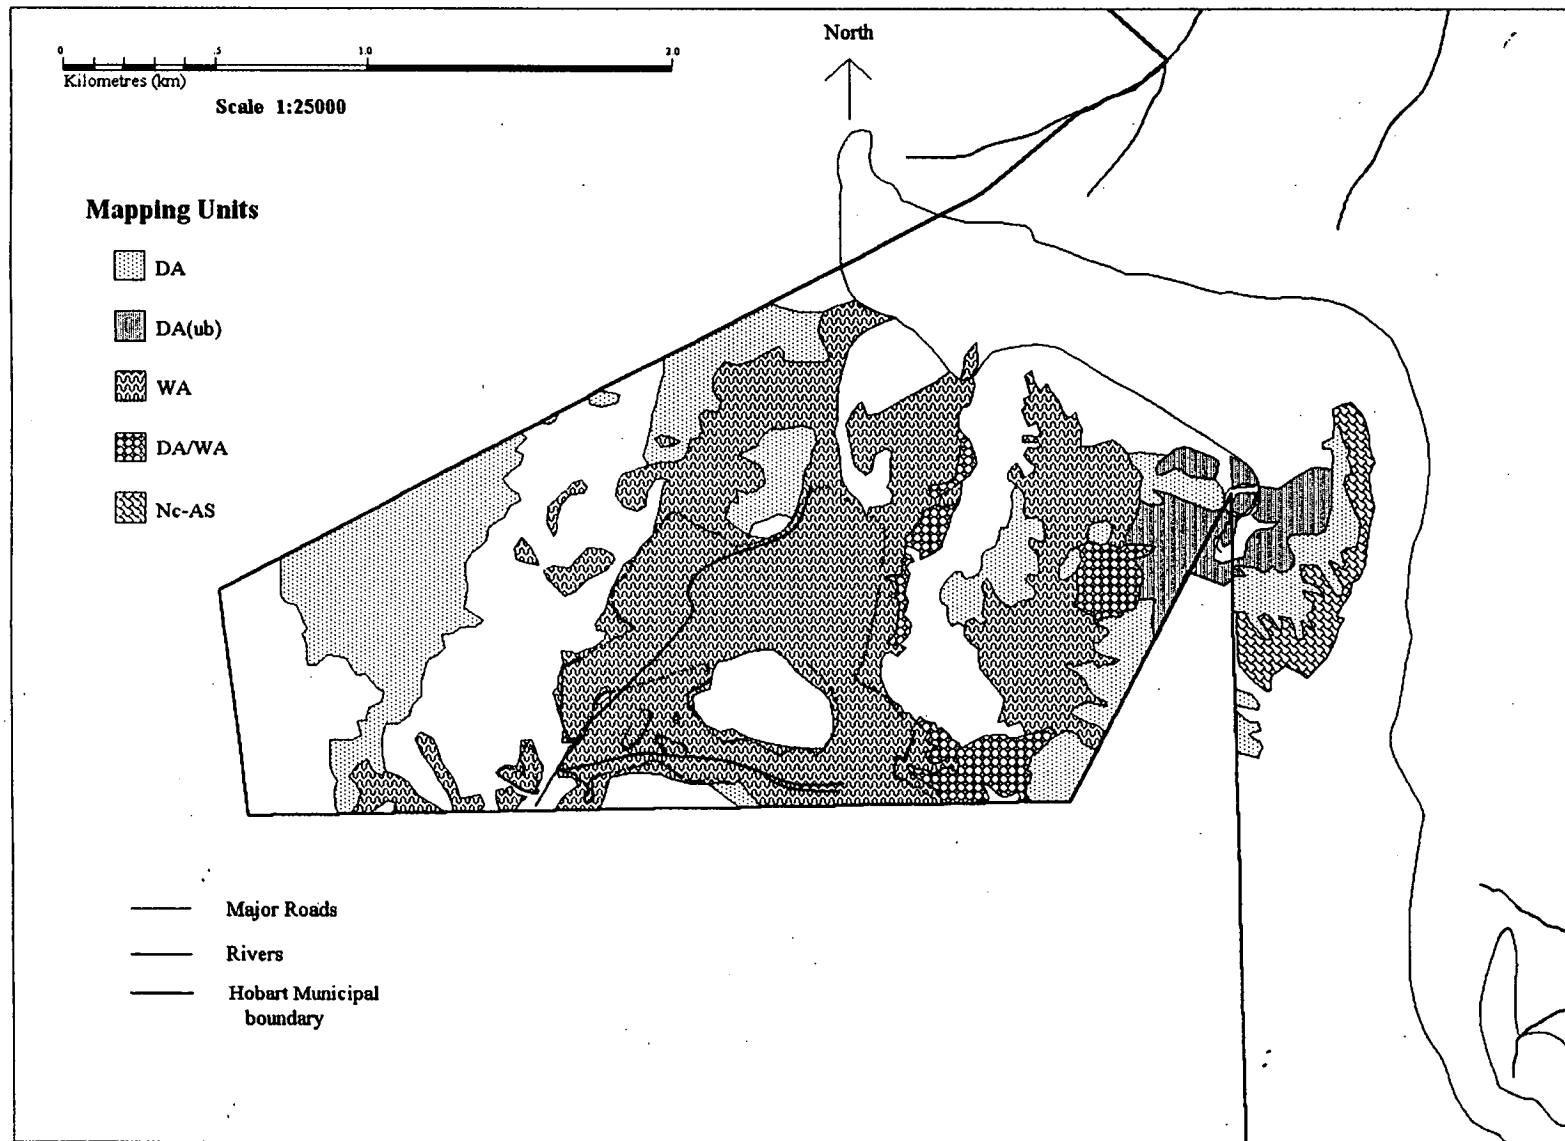 North
0 .5 1.0 2.0
Kilometres (km)
Scale 1:25000
Mapping Units
DA
DA(ub)
WA
DA/WA
Nc-AS
Major Roads
Rivers
Hobart Municipal
boundary